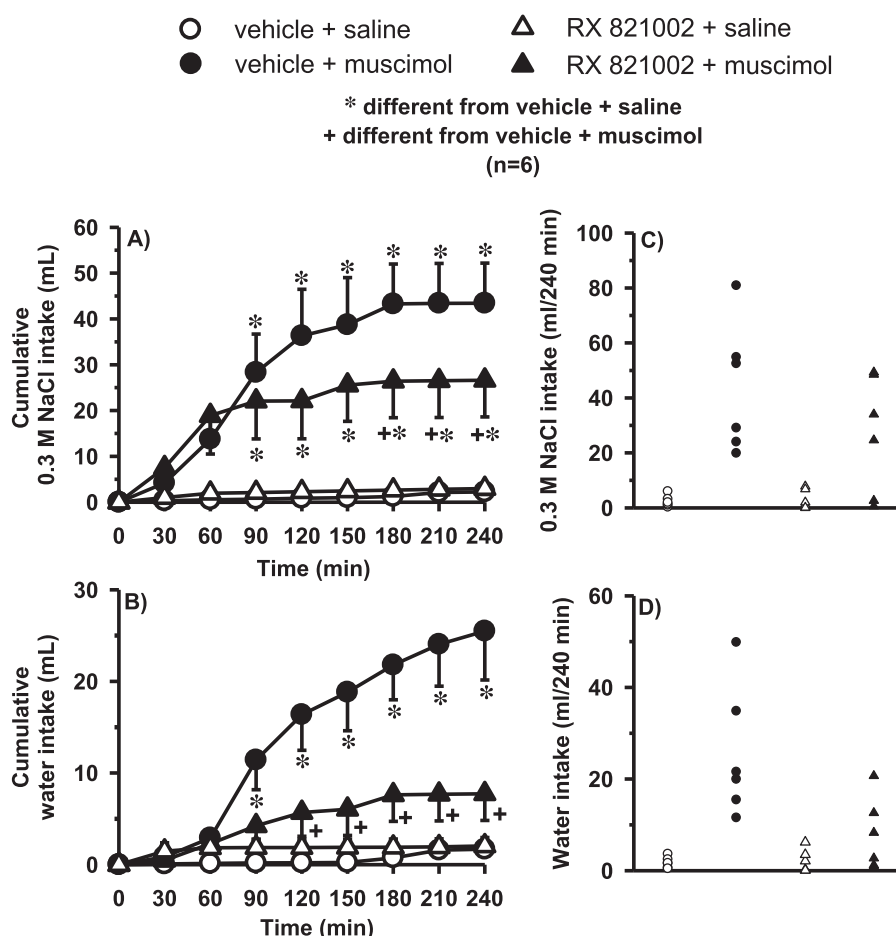 vehicle + saline
RX 821002 + saline
vehicle + muscimol
RX 821002 + muscimol
* different from vehicle + saline
+ different from vehicle + muscimol
(n=6)
A)
Cumulative
0.3 M NaCl intake (mL)
60
50
40
30
20
10
0
* * * * * *
* * * +* +* +*
0 30 60 90 120 150 180 210 240
Time (min)
C)
0.3 M NaCl intake (ml/240 min)
100
80
60
40
20
0
B)
Cumulative
water intake (mL)
30
20
10
0
* * * * * *
+ + + + +
0 30 60 90 120 150 180 210 240
Time (min)
D)
Water intake (ml/240 min)
60
40
20
0